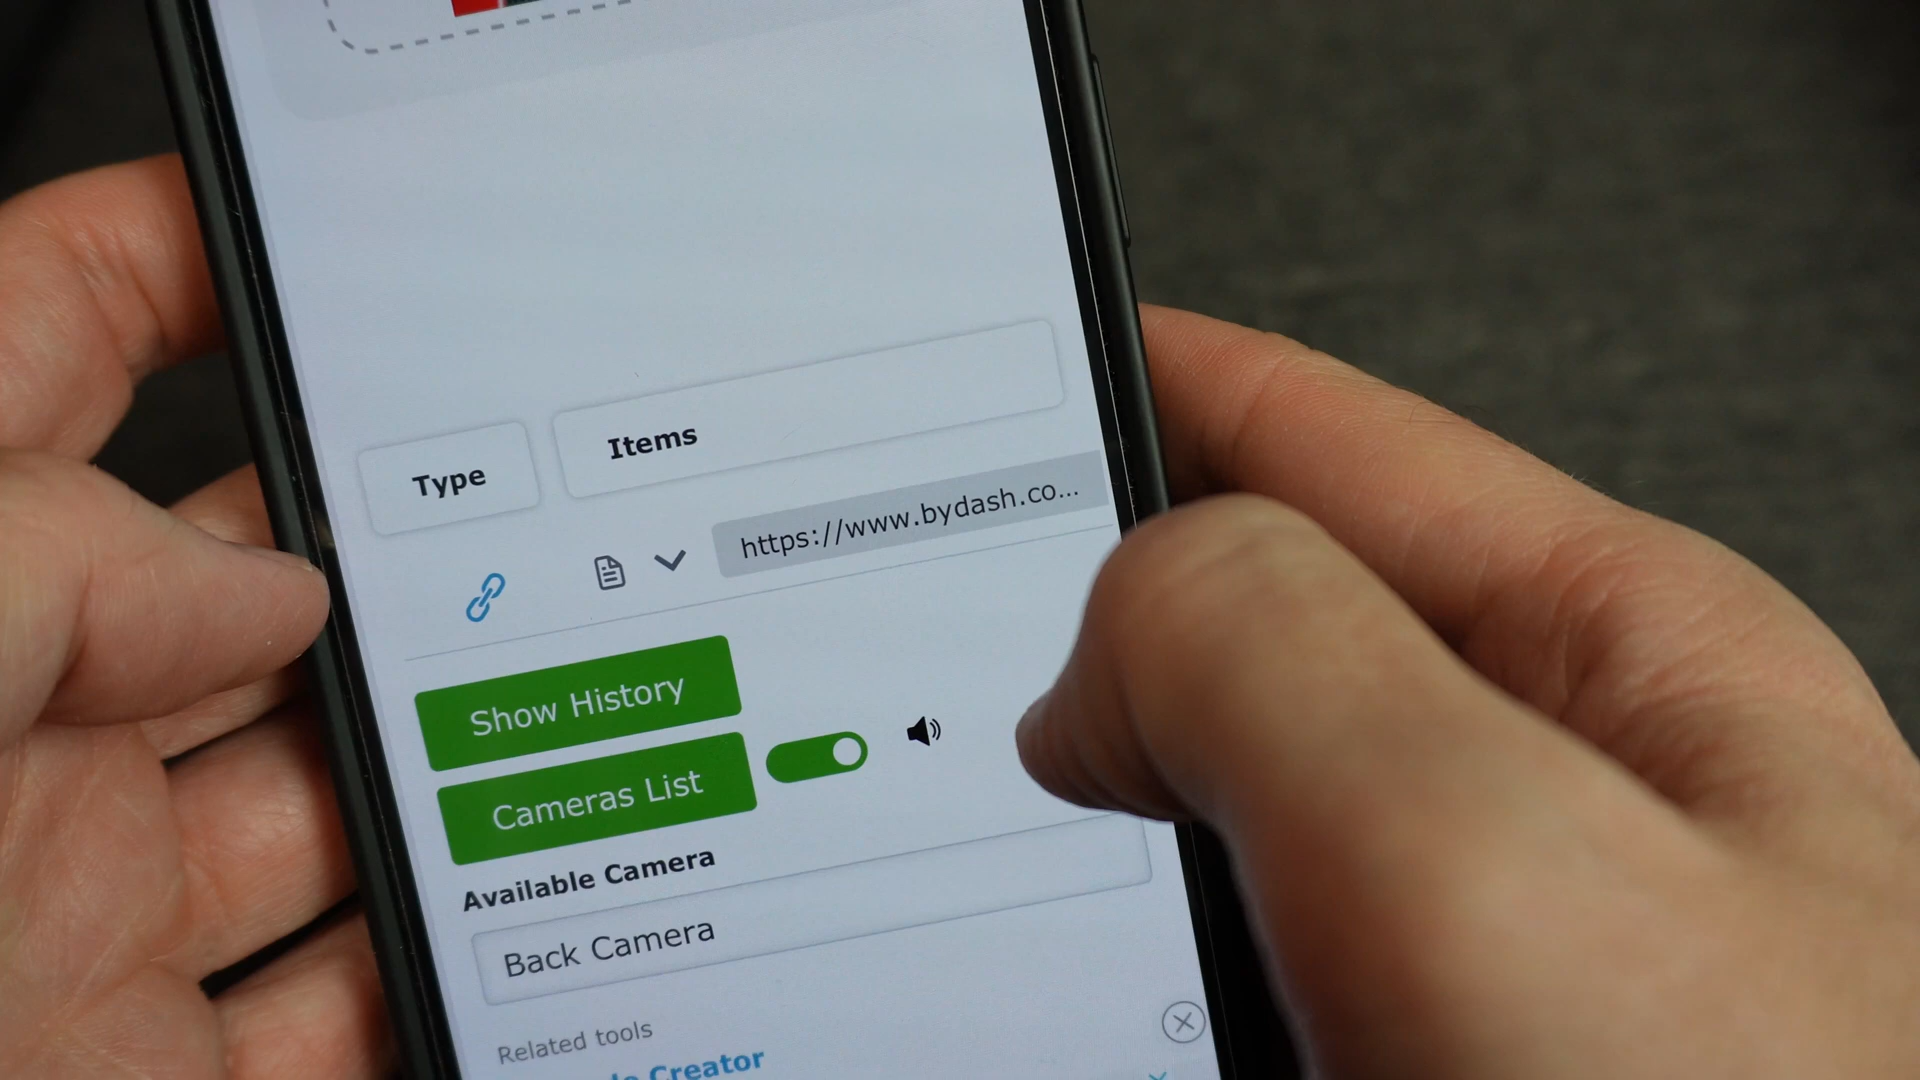 Type
Items
https://www.bydash.co...
Show History
Cameras List
Available Camera
Back Camera
Related tools
Creator